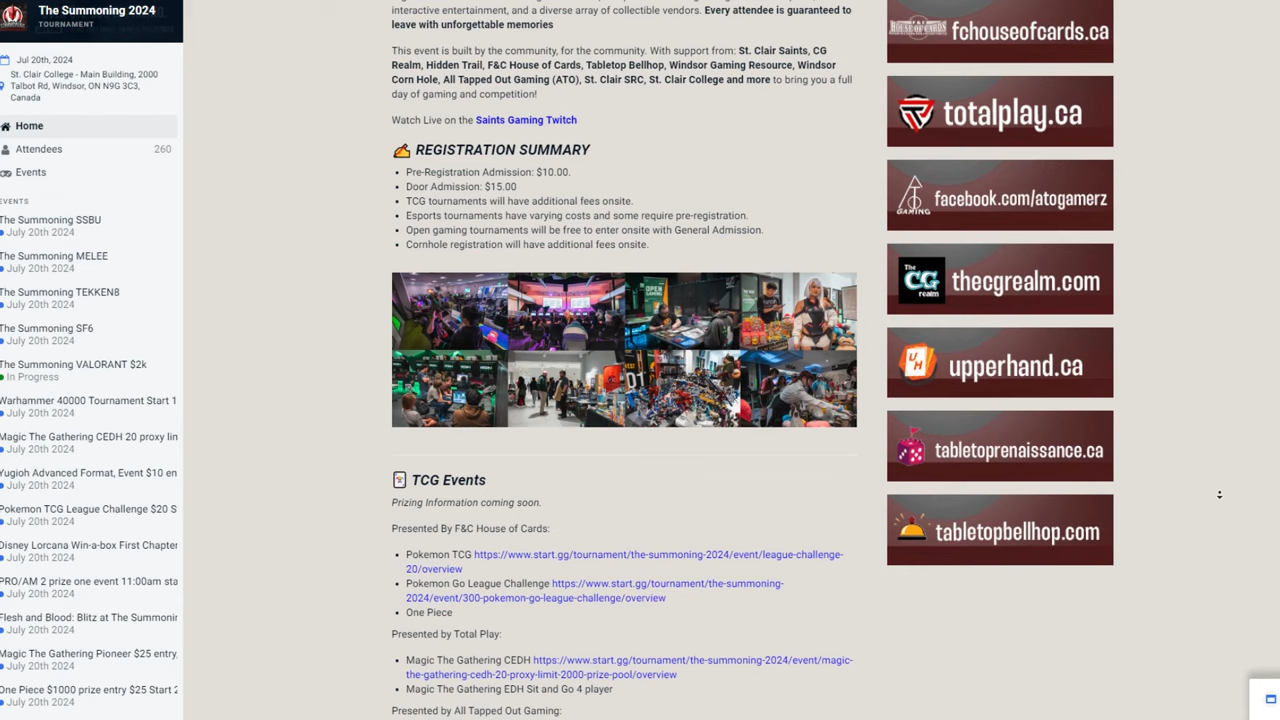 The Summoning 2024
TOURNAMENT
Jul 20th, 2024
St. Clair College - Main Building, 2000
Talbot Rd, Windsor, ON N9G 3C3,
Canada
Home
Attendees 260
Events
EVENTS
The Summoning SSBU
July 20th 2024
The Summoning MELEE
July 20th 2024
The Summoning TEKKEN8
July 20th 2024
The Summoning SF6
July 20th 2024
The Summoning VALORANT $2k
In Progress
Warhammer 40000 Tournament Start 1
July 20th 2024
Magic The Gathering CEDH 20 proxy lim
July 20th 2024
Yugioh Advanced Format, Event $10 en
July 20th 2024
Pokemon TCG League Challenge $20 S
July 20th 2024
Disney Lorcana Win-a-box First Chapter
July 20th 2024
PRO/AM 2 prize one event 11:00am sta
July 20th 2024
Flesh and Blood: Blitz at The Summonin
July 20th 2024
Magic The Gathering Pioneer $25 entry,
July 20th 2024
One Piece $1000 prize entry $25 Start 2
July 20th 2024
interactive entertainment, and a diverse array of collectible vendors. Every attendee is guaranteed to
leave with unforgettable memories
This event is built by the community, for the community. With support from: St. Clair Saints, CG
Realm, Hidden Trail, F&C House of Cards, Tabletop Bellhop, Windsor Gaming Resource, Windsor
Corn Hole, All Tapped Out Gaming (ATO), St. Clair SRC, St. Clair College and more to bring you a full
day of gaming and competition!
Watch Live on the Saints Gaming Twitch
REGISTRATION SUMMARY
Pre-Registration Admission: $10.00.
Door Admission: $15.00
TCG tournaments will have additional fees onsite.
Esports tournaments have varying costs and some require pre-registration.
Open gaming tournaments will be free to enter onsite with General Admission.
Cornhole registration will have additional fees onsite.
OPEN
GAMING
TCG Events
Prizing Information coming soon.
Presented By F&C House of Cards:
Pokemon TCG https://www.start.gg/tournament/the-summoning-2024/event/league-challenge-
20/overview
Pokemon Go League Challenge https://www.start.gg/tournament/the-summoning-
2024/event/300-pokemon-go-league-challenge/overview
One Piece
Presented by Total Play:
Magic The Gathering CEDH https://www.start.gg/tournament/the-summoning-2024/event/magic-
the-gathering-cedh-20-proxy-limit-2000-prize-pool/overview
Magic The Gathering EDH Sit and Go 4 player
Presented by All Tapped Out Gaming:
HOUSE OF CARDS
fchouseofcards.ca
totalplay.ca
GAMING
facebook.com/atogamerz
The
CG
realm
thecgrealm.com
UH
upperhand.ca
tabletoprenaissance.ca
tabletopbellhop.com